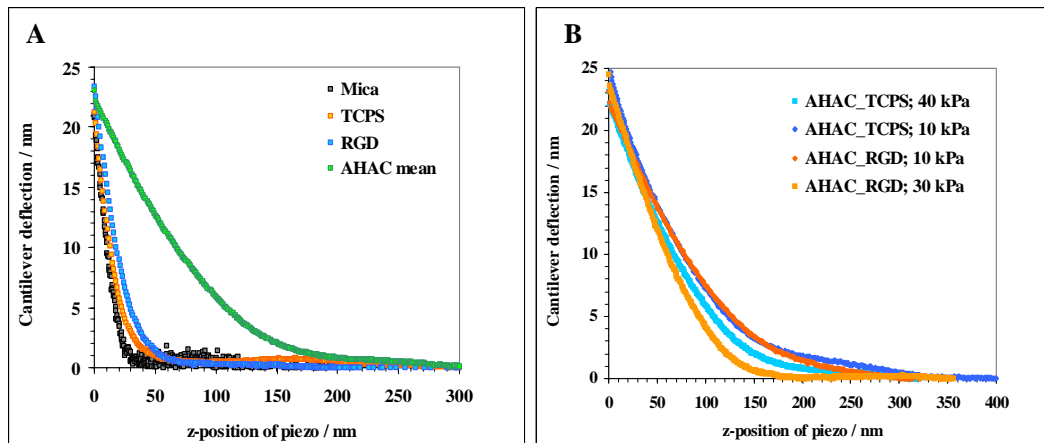 A
25
20
15
10
5
0
Cantilever deflection / nm
Mica
TCPS
RGD
AHAC mean
0 50 100 150 200 250 300
z-position of piezo / nm
B
25
20
15
10
5
0
Cantilever deflection / nm
AHAC_TCPS; 40 kPa
AHAC_TCPS; 10 kPa
AHAC_RGD; 10 kPa
AHAC_RGD; 30 kPa
0 50 100 150 200 250 300 350 400
z-position of piezo / nm